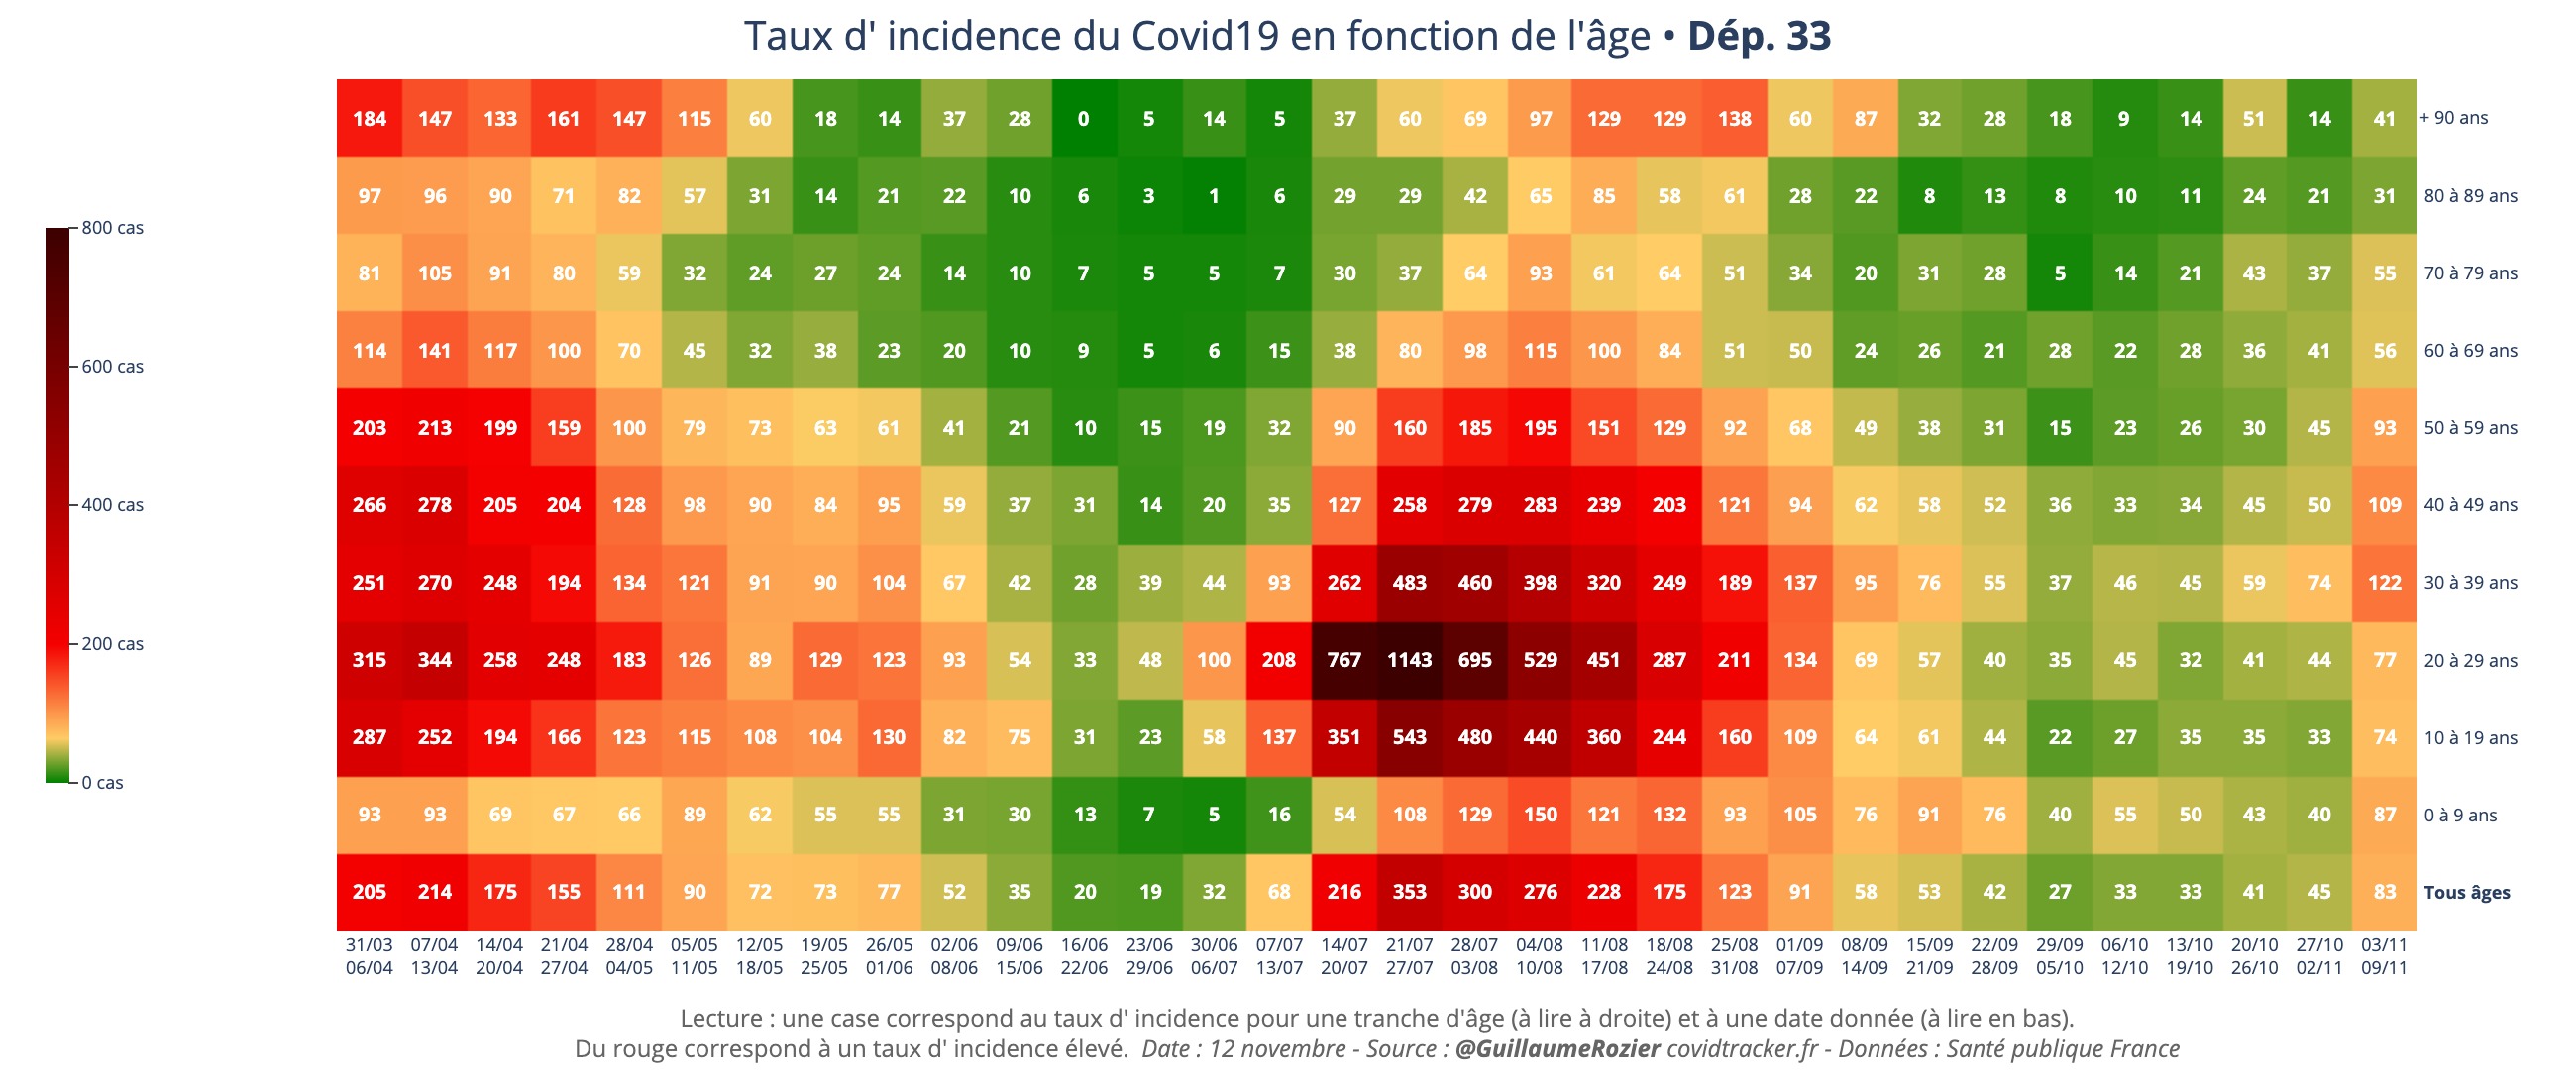 Taux d' incidence du Covid19 en fonction de l'âge • Dép. 33
184 147 133 161 147 115 60 18 14 37 28 0 5 14 5 37 60 69 97 129 129 138 60 87 32 28 18 9 14 51 14 41 + 90 ans
97 96 90 71 82 57 31 14 21 22 10 6 3 1 6 29 29 42 65 85 58 61 28 22 8 13 8 10 11 24 21 31 80 à 89 ans
800 cas
81 105 91 80 59 32 24 27 24 14 10 7 5 5 7 30 37 64 93 61 64 51 34 20 31 28 5 14 21 43 37 55 70 à 79 ans
114 141 117 100 70 45 32 38 23 20 10 9 5 6 15 38 80 98 115 100 84 51 50 24 26 21 28 22 28 36 41 56 60 à 69 ans
600 cas
203 213 199 159 100 79 73 63 61 41 21 10 15 19 32 90 160 185 195 151 129 92 68 49 38 31 15 23 26 30 45 93 50 à 59 ans
400 cas
266 278 205 204 128 98 90 84 95 59 37 31 14 20 35 127 258 279 283 239 203 121 94 62 58 52 36 33 34 45 50 109 40 à 49 ans
251 270 248 194 134 121 91 90 104 67 42 28 39 44 93 262 483 460 398 320 249 189 137 95 76 55 37 46 45 59 74 122 30 à 39 ans
200 cas
315 344 258 248 183 126 89 129 123 93 54 33 48 100 208 767 1143 695 529 451 287 211 134 69 57 40 35 45 32 41 44 77 20 à 29 ans
287 252 194 166 123 115 108 104 130 82 75 31 23 58 137 351 543 480 440 360 244 160 109 64 61 44 22 27 35 35 33 74 10 à 19 ans
0 cas
93 93 69 67 66 89 62 55 55 31 30 13 7 5 16 54 108 129 150 121 132 93 105 76 91 76 40 55 50 43 40 87 0 à 9 ans
205 214 175 155 111 90 72 73 77 52 35 20 19 32 68 216 353 300 276 228 175 123 91 58 53 42 27 33 33 41 45 83 Tous âges
31/03 07/04 14/04 21/04 28/04 05/05 12/05 19/05 26/05 02/06 09/06 16/06 23/06 30/06 07/07 14/07 21/07 28/07 04/08 11/08 18/08 25/08 01/09 08/09 15/09 22/09 29/09 06/10 13/10 20/10 27/10 03/11
06/04 13/04 20/04 27/04 04/05 11/05 18/05 25/05 01/06 08/06 15/06 22/06 29/06 06/07 13/07 20/07 27/07 03/08 10/08 17/08 24/08 31/08 07/09 14/09 21/09 28/09 05/10 12/10 19/10 26/10 02/11 09/11
Lecture : une case correspond au taux d' incidence pour une tranche d'âge (à lire à droite) et à une date donnée (à lire en bas).
Du rouge correspond à un taux d' incidence élevé. Date : 12 novembre - Source : @GuillaumeRozier covidtracker.fr - Données : Santé publique France